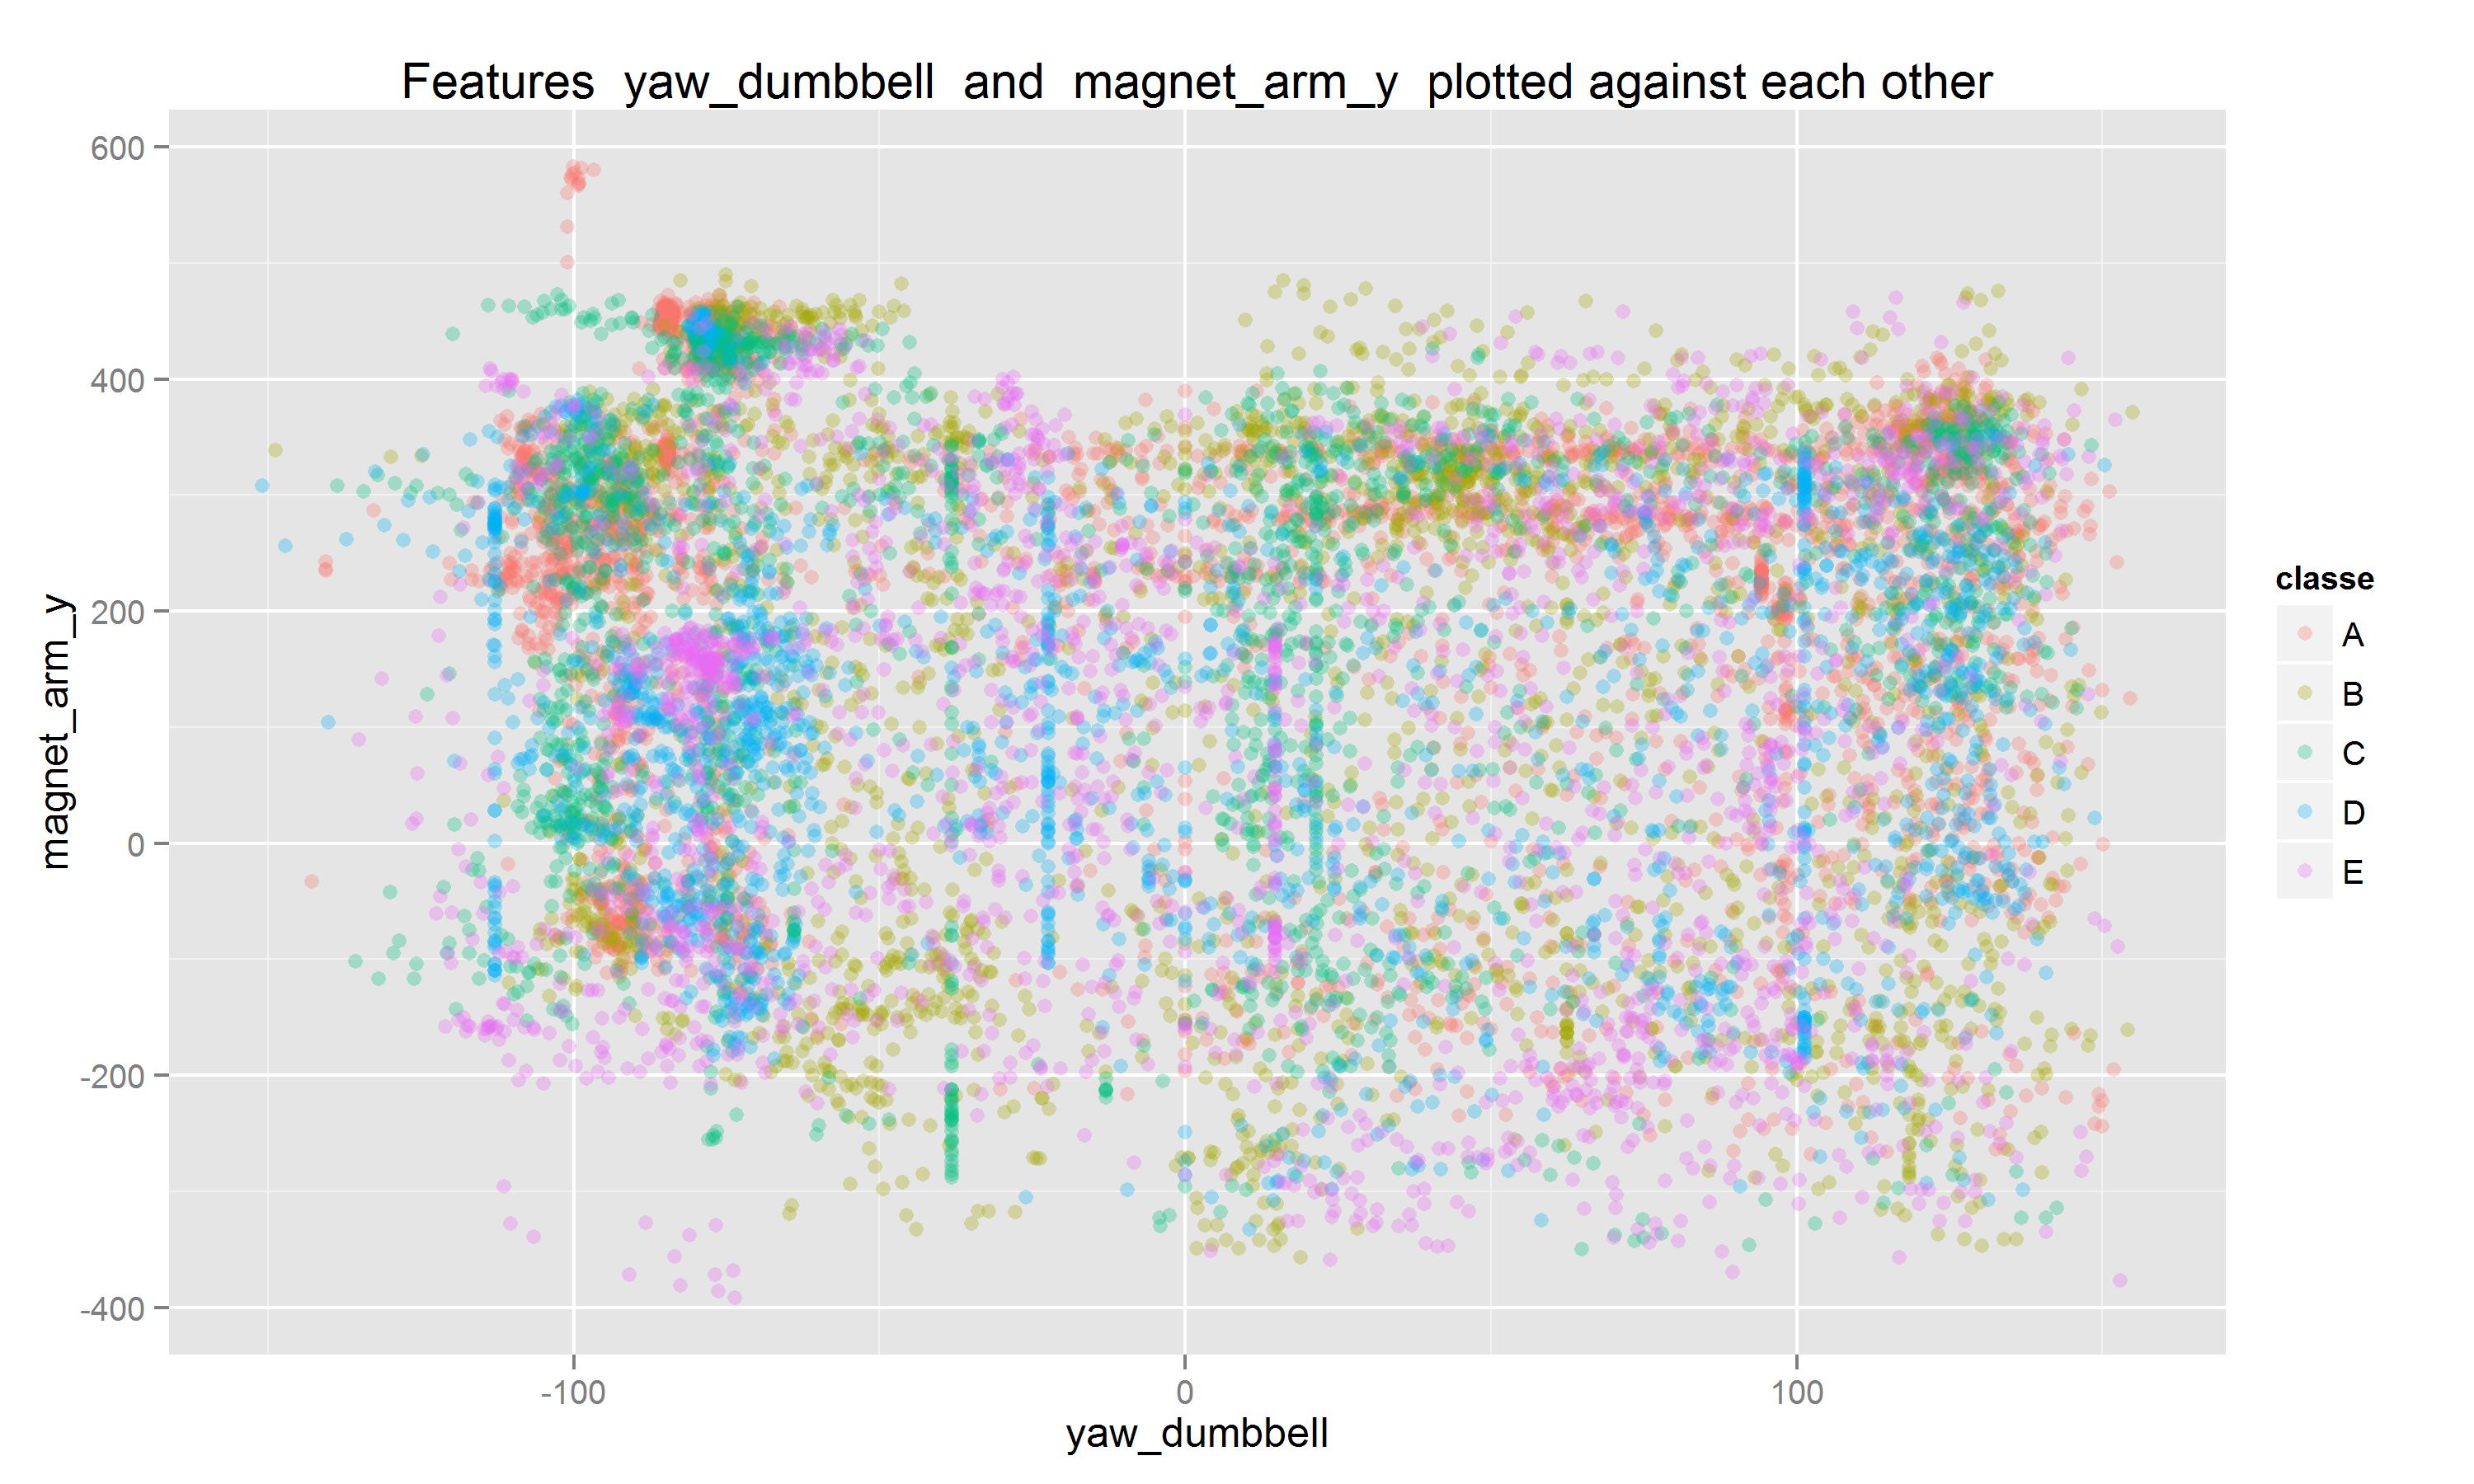 Features yaw_dumbbell and magnet_arm_y plotted against each other
600
400
200
0
-200
-400
magnet_arm_y
-100
0
100
yaw_dumbbell
classe
A
B
C
D
E